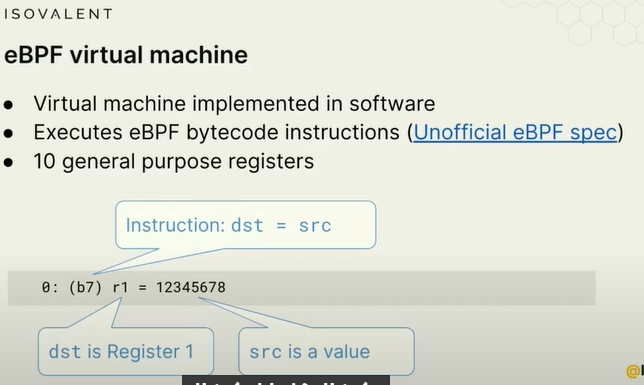 ISOVALENT
eBPF virtual machine
● Virtual machine implemented in software
● Executes eBPF bytecode instructions (Unofficial eBPF spec)
● 10 general purpose registers
Instruction: dst = src
0: (b7) r1 = 12345678
dst is Register 1
src is a value